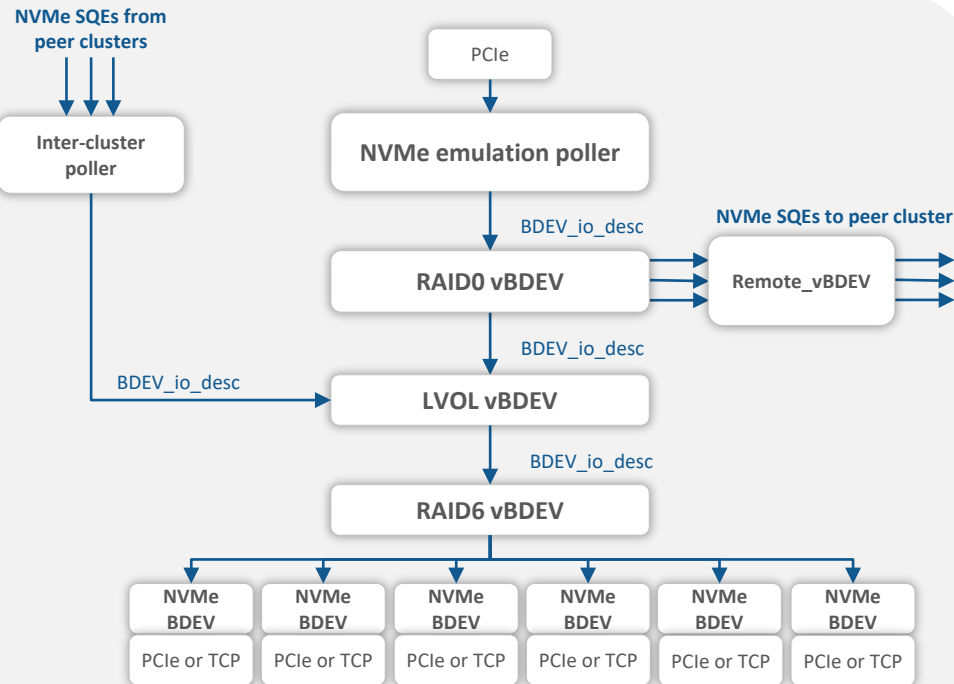 NVMe SQEs from
peer clusters
PCIe
Inter-cluster
poller
NVMe emulation poller
BDEV_io_desc
NVMe SQEs to peer cluster
RAID0 vBDEV
Remote_vBDEV
BDEV_io_desc
BDEV_io_desc
LVOL vBDEV
BDEV_io_desc
RAID6 vBDEV
NVMe
BDEV
PCIe or TCP
NVMe
BDEV
PCIe or TCP
NVMe
BDEV
PCIe or TCP
NVMe
BDEV
PCIe or TCP
NVMe
BDEV
PCIe or TCP
NVMe
BDEV
PCIe or TCP